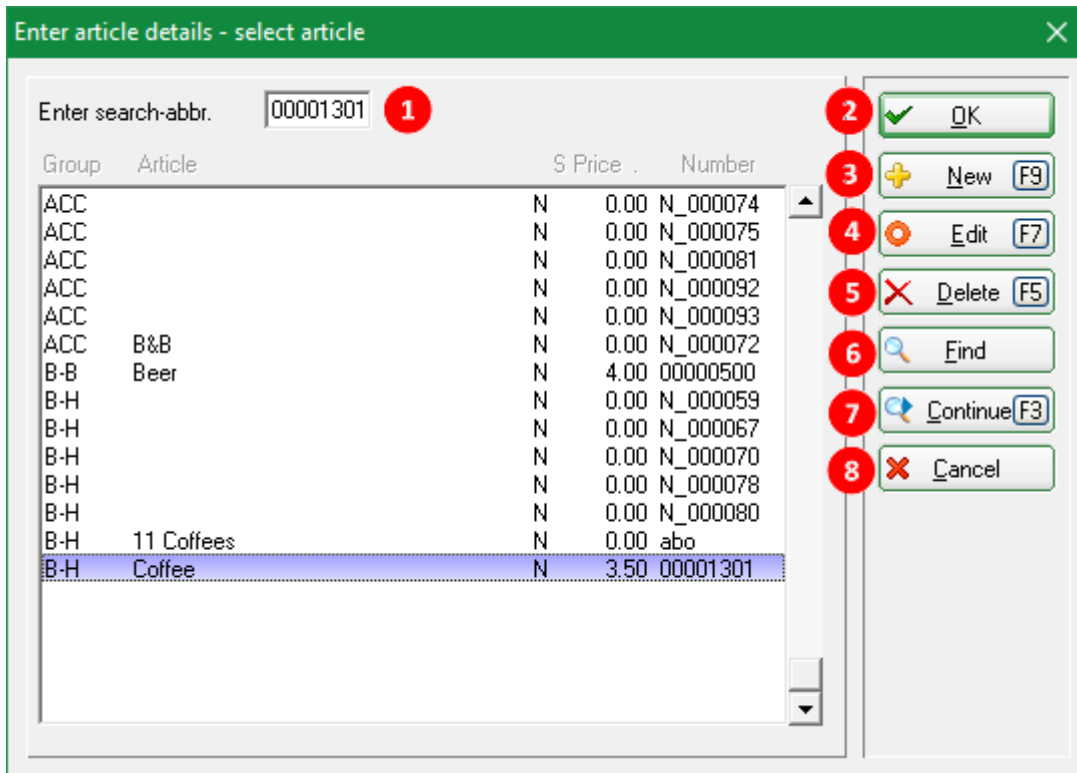 Enter article details - select article
Enter search-abbr. 00001301 1
Group Article S Price . Number
ACC N 0.00 N_000074
ACC N 0.00 N_000075
ACC N 0.00 N_000081
ACC N 0.00 N_000092
ACC N 0.00 N_000093
ACC B&B N 0.00 N_000072
B-B Beer N 4.00 00000500
B-H N 0.00 N_000059
B-H N 0.00 N_000067
B-H N 0.00 N_000070
B-H N 0.00 N_000078
B-H N 0.00 N_000080
B-H 11 Coffees N 0.00 abo
B-H Coffee N 3.50 00001301
2 OK
3 New F9
4 Edit F7
5 Delete F5
6 Find
7 Continue F3
8 Cancel